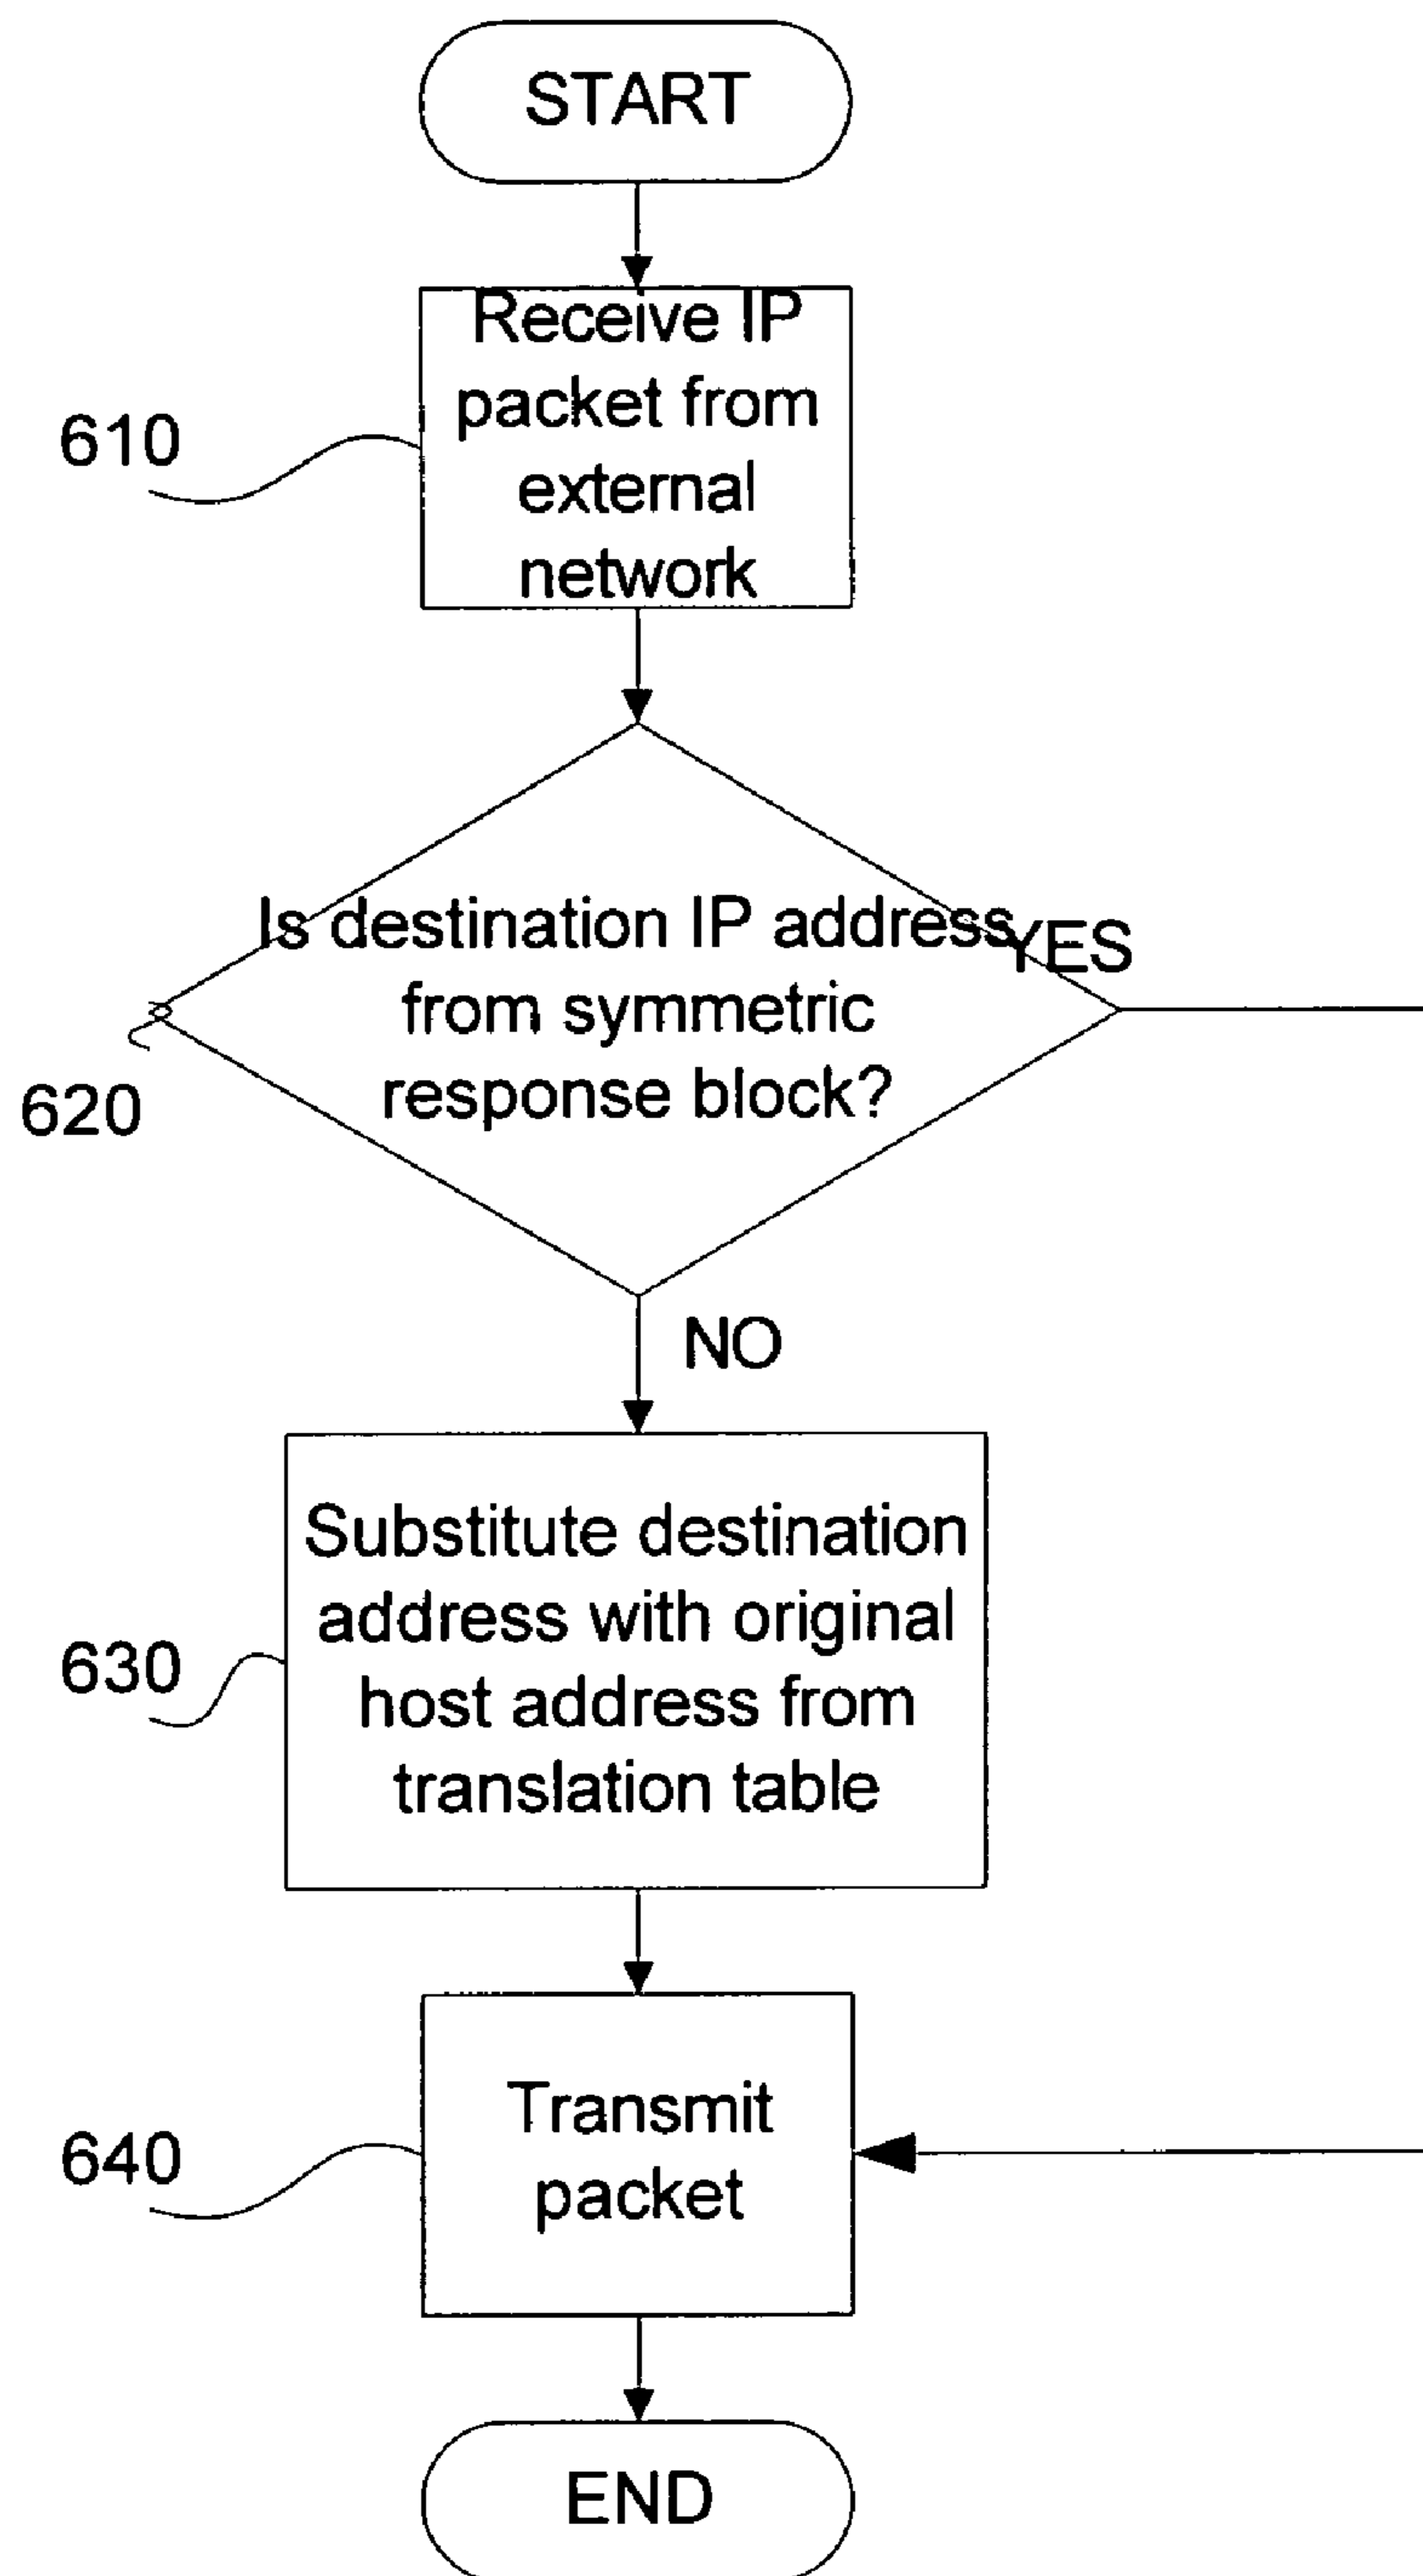 START
Receive IP
packet from
external
network
610
Is destination IP address
from symmetric
response block?
YES
620
NO
Substitute destination
address with original
host address from
translation table
630
Transmit
packet
640
END